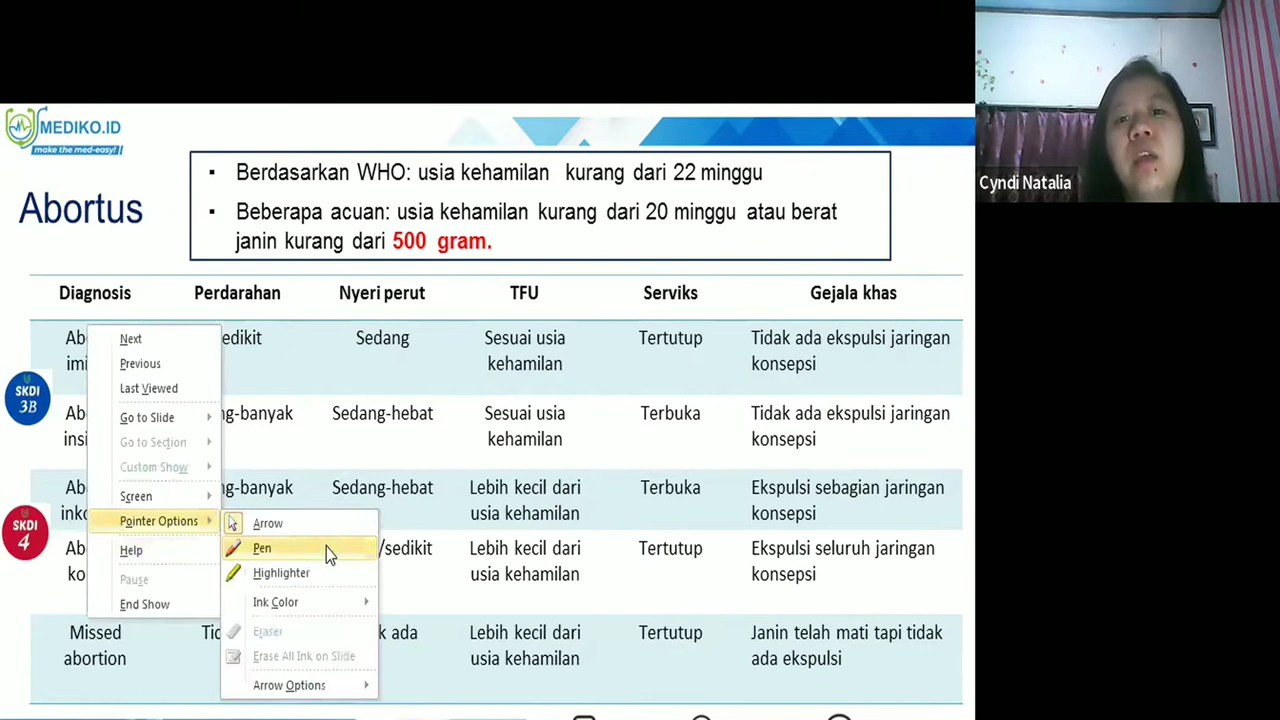 MEDIKO.ID
make the med-easy!
Cyndi Natalia
Abortus
▪ Berdasarkan WHO: usia kehamilan kurang dari 22 minggu
▪ Beberapa acuan: usia kehamilan kurang dari 20 minggu atau berat
janin kurang dari 500 gram.
Diagnosis Perdarahan Nyeri perut TFU Serviks Gejala khas
Sedang Sesuai usia Tertutup Tidak ada ekspulsi jaringan
kehamilan konsepsi
SKDI
3B
Sedang-hebat Sesuai usia Terbuka Tidak ada ekspulsi jaringan
kehamilan konsepsi
Sedang-hebat Lebih kecil dari Terbuka Ekspulsi sebagian jaringan
usia kehamilan konsepsi
SKDI
4
Lebih kecil dari Tertutup Ekspulsi seluruh jaringan
usia kehamilan konsepsi
Missed Lebih kecil dari Tertutup Janin telah mati tapi tidak
abortion usia kehamilan ada ekspulsi
Next
Previous
Last Viewed
Go to Slide
Go to Section
Custom Show
Screen
Pointer Options
Help
Pause
End Show
Arrow
Pen
Highlighter
Ink Color
Eraser
Erase All Ink on Slide
Arrow Options